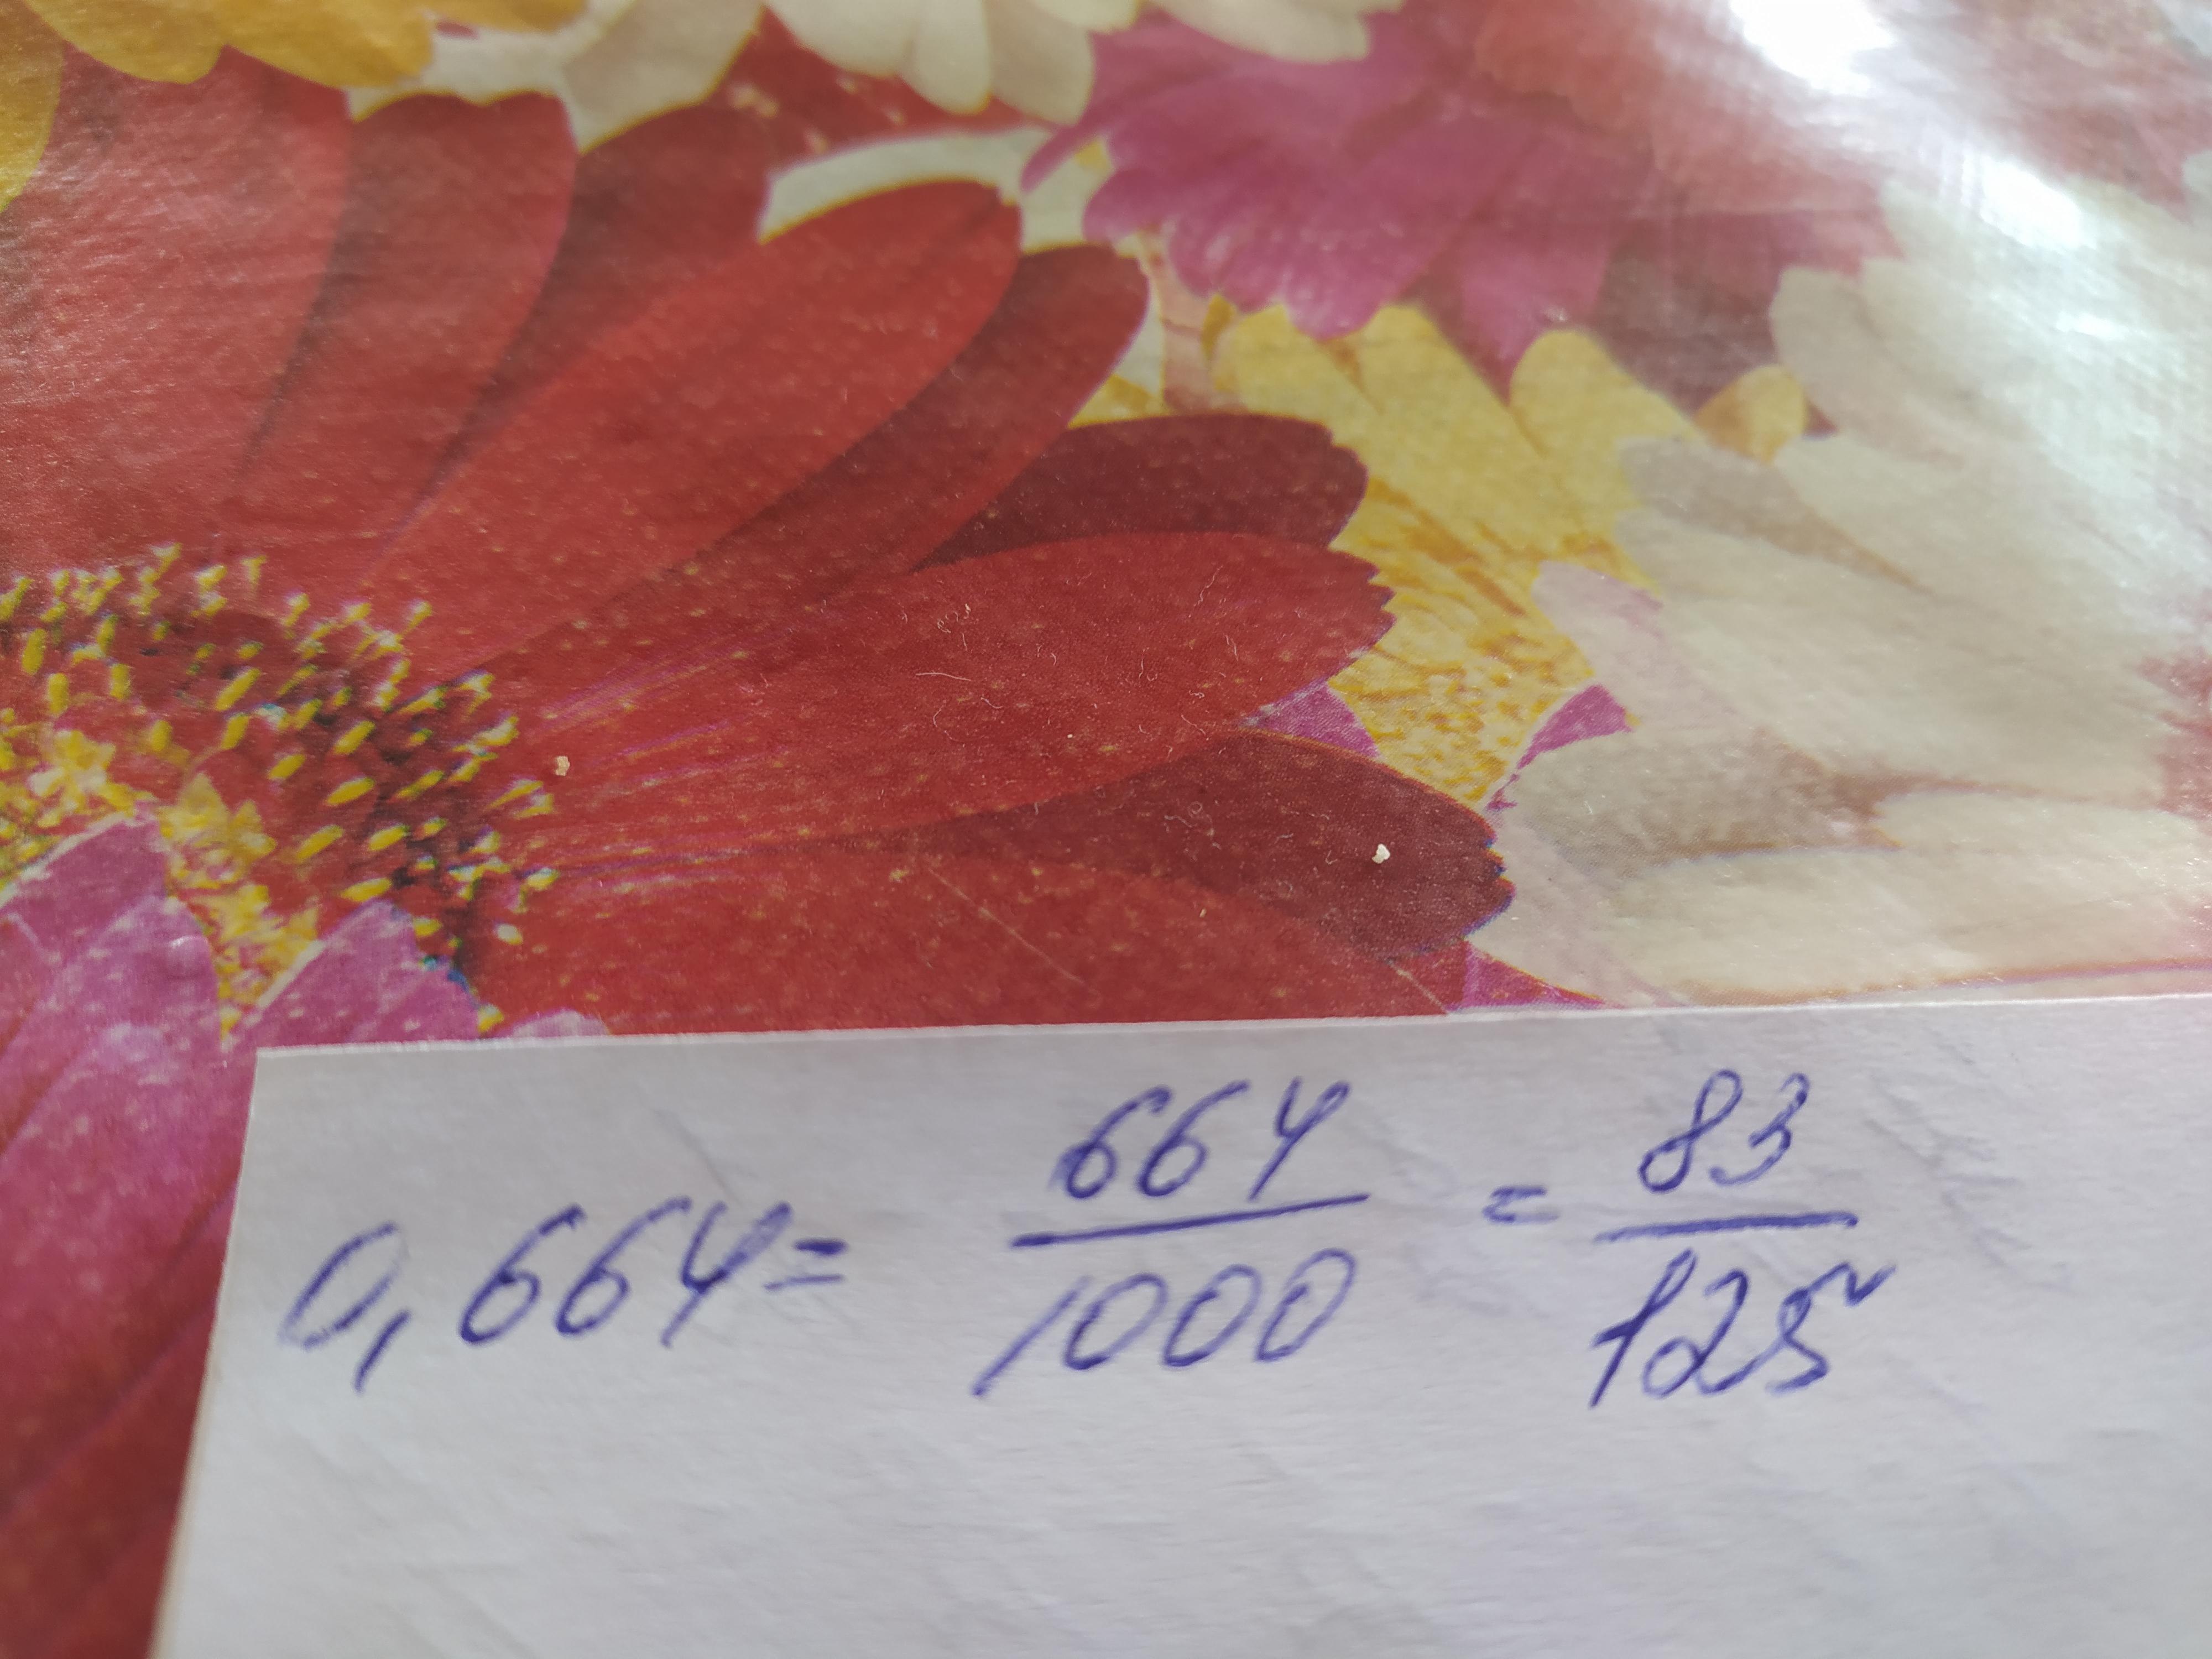 0,664 = 664/1000 = 83/125